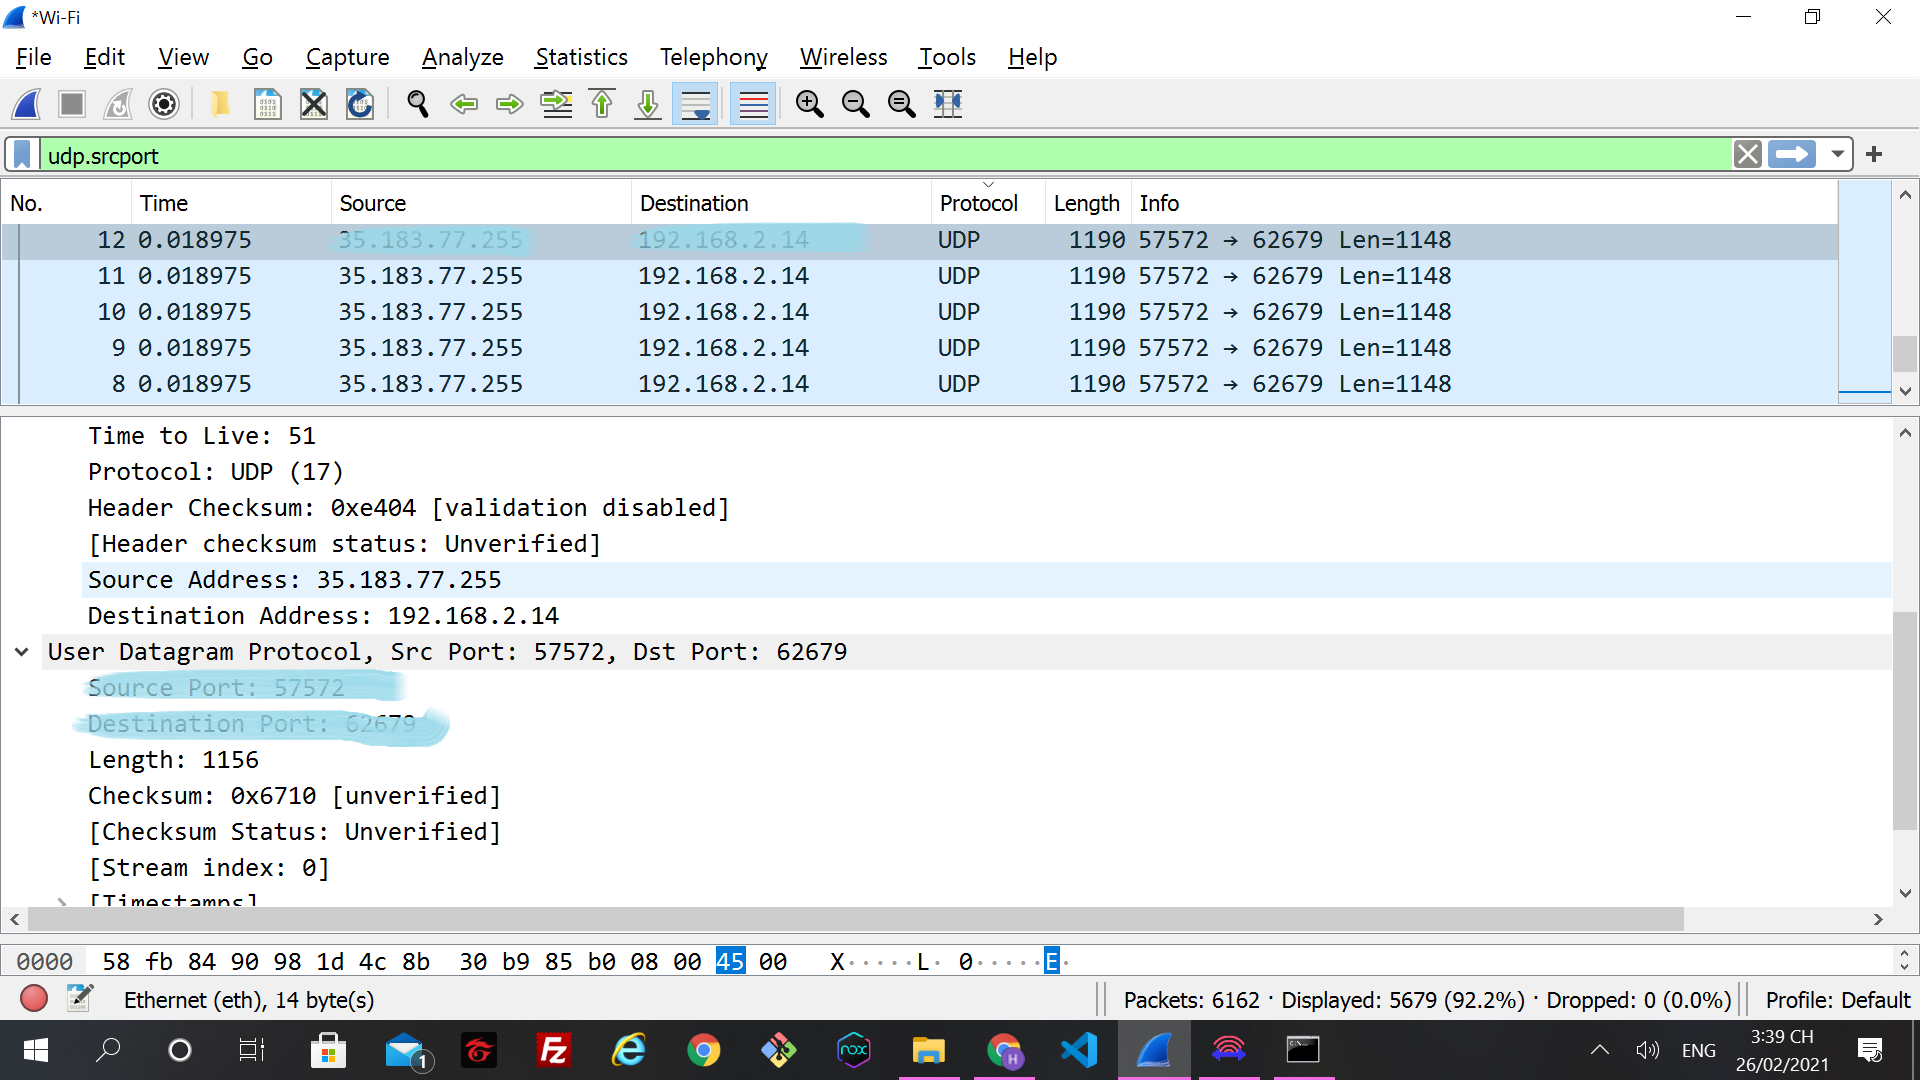 *Wi-Fi
File Edit View Go Capture Analyze Statistics Telephony Wireless Tools Help
udp.srcport
No. Time Source Destination Protocol Length Info
12 0.018975 35.183.77.255 192.168.2.14 UDP 1190 57572 → 62679 Len=1148
11 0.018975 35.183.77.255 192.168.2.14 UDP 1190 57572 → 62679 Len=1148
10 0.018975 35.183.77.255 192.168.2.14 UDP 1190 57572 → 62679 Len=1148
9 0.018975 35.183.77.255 192.168.2.14 UDP 1190 57572 → 62679 Len=1148
8 0.018975 35.183.77.255 192.168.2.14 UDP 1190 57572 → 62679 Len=1148
Time to Live: 51
Protocol: UDP (17)
Header Checksum: 0xe404 [validation disabled]
[Header checksum status: Unverified]
Source Address: 35.183.77.255
Destination Address: 192.168.2.14
User Datagram Protocol, Src Port: 57572, Dst Port: 62679
Source Port: 57572
Destination Port: 62679
Length: 1156
Checksum: 0x6710 [unverified]
[Checksum Status: Unverified]
[Stream index: 0]
[Timestamps]
0000 58 fb 84 90 98 1d 4c 8b 30 b9 85 b0 08 00 45 00 X·····L· 0·····E·
Ethernet (eth), 14 byte(s) Packets: 6162 · Displayed: 5679 (92.2%) · Dropped: 0 (0.0%) Profile: Default
1 nox H ENG 3:39 CH
26/02/2021